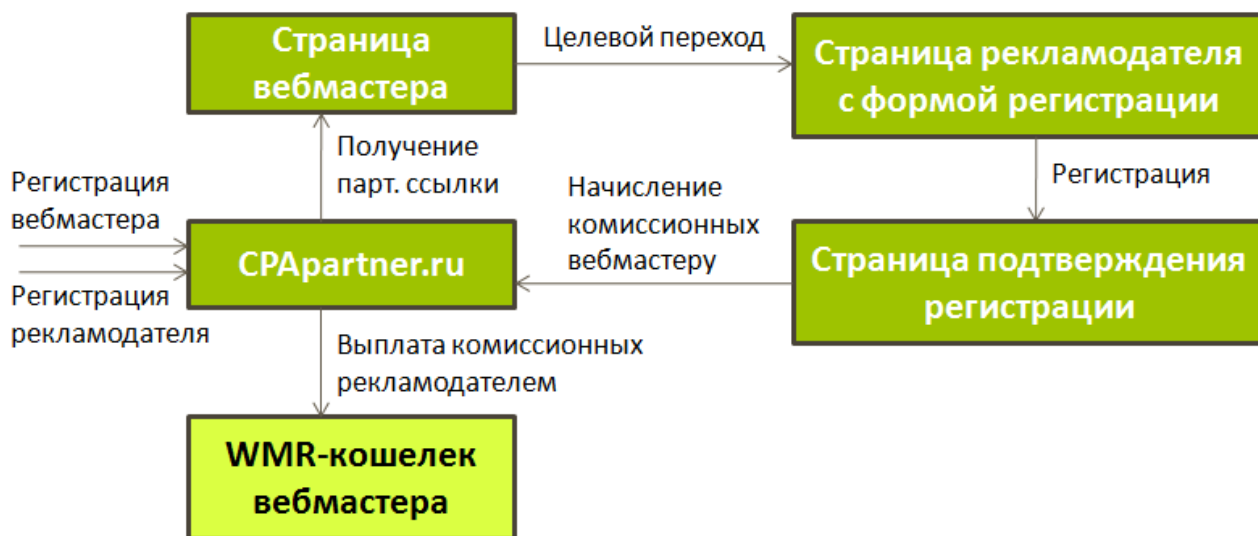 Страница
вебмастера
Целевой переход
Страница рекламодателя
с формой регистрации
Получение
парт. ссылки
Регистрация
Регистрация
вебмастера
Начисление
комиссионных
вебмастеру
CPApartner.ru
Страница подтверждения
регистрации
Регистрация
рекламодателя
Выплата комиссионных
рекламодателем
WMR-кошелек
вебмастера